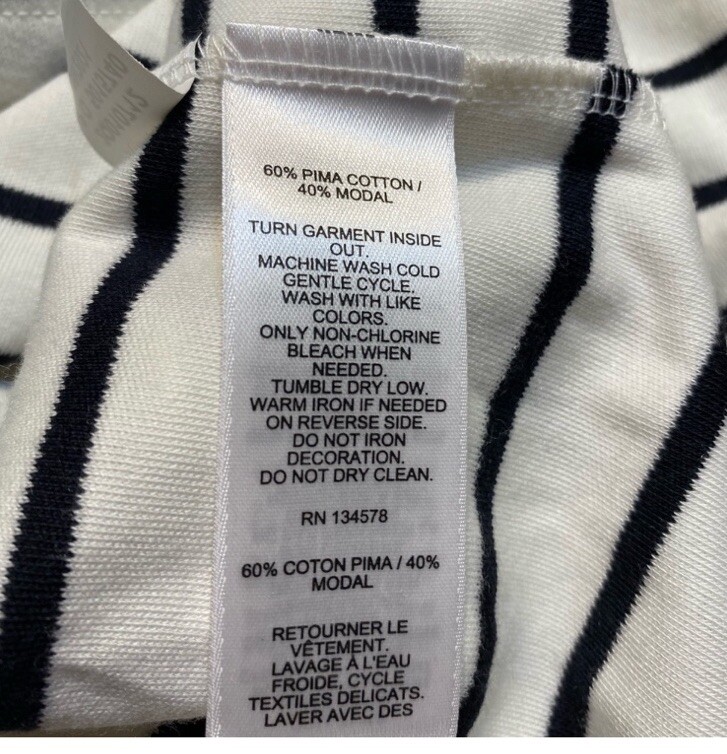 60% PIMA COTTON /
40% MODAL
TURN GARMENT INSIDE
OUT.
MACHINE WASH COLD
GENTLE CYCLE.
WASH WITH LIKE
COLORS.
ONLY NON-CHLORINE
BLEACH WHEN
NEEDED.
TUMBLE DRY LOW.
WARM IRON IF NEEDED
ON REVERSE SIDE.
DO NOT IRON
DECORATION.
DO NOT DRY CLEAN.
RN 134578
60% COTON PIMA / 40%
MODAL
RETOURNER LE
VÊTEMENT.
LAVAGE À L'EAU
FROIDE, CYCLE
TEXTILES DELICATS.
LAVER AVEC DES